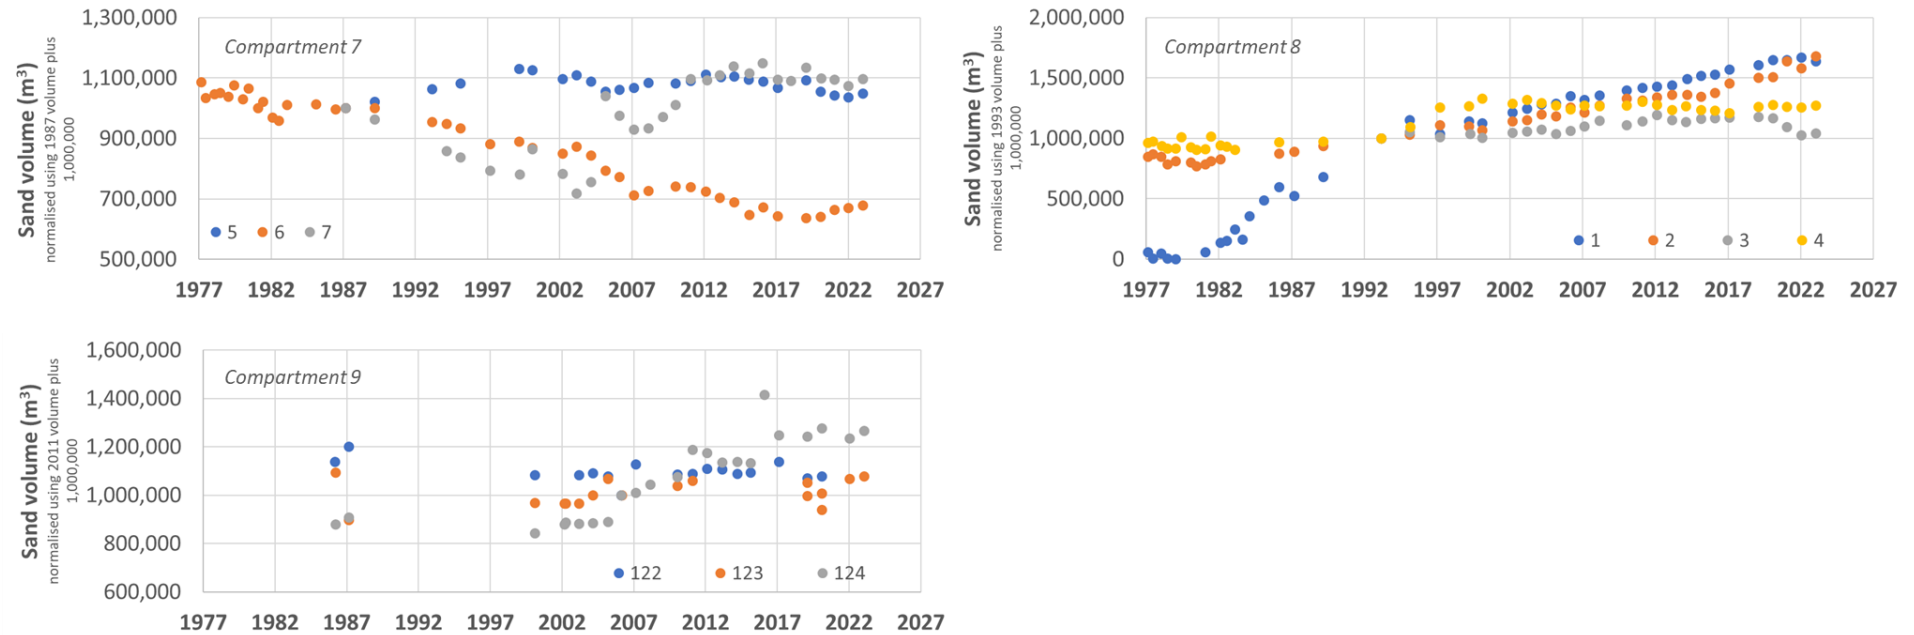 Compartment 7
Sand volume (m³)
normalised using 1987 volume plus
1,000,000
1,300,000
1,100,000
900,000
700,000
500,000
5 6 7
1977 1982 1987 1992 1997 2002 2007 2012 2017 2022 2027
Compartment 8
Sand volume (m³)
normalised using 1993 volume plus
1,000,000
2,000,000
1,500,000
1,000,000
500,000
0
1 2 3 4
1977 1982 1987 1992 1997 2002 2007 2012 2017 2022 2027
Compartment 9
Sand volume (m³)
normalised using 2011 volume plus
1,000,000
1,600,000
1,400,000
1,200,000
1,000,000
800,000
600,000
122 123 124
1977 1982 1987 1992 1997 2002 2007 2012 2017 2022 2027